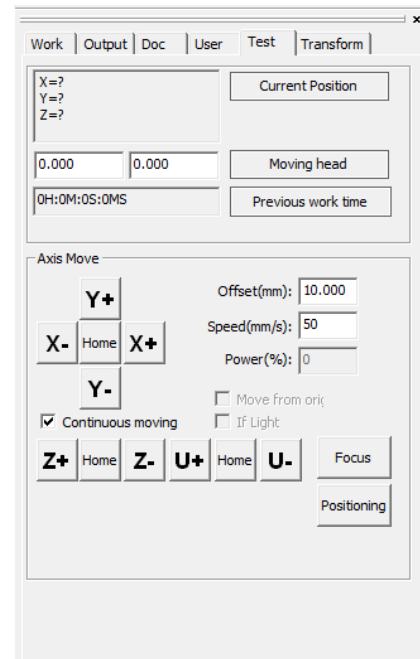 Work Output Doc User Test Transform
X=?
Y=?
Z=?
Current Position
0.000 0.000 Moving head
0H:0M:0S:0MS Previous work time
Axis Move
Y+
X- Home X+
Y-
Offset(mm): 10.000
Speed(mm/s): 50
Power(%): 0
Move from orig
Continuous moving If Light
Z+ Home Z- U+ Home U- Focus
Positioning